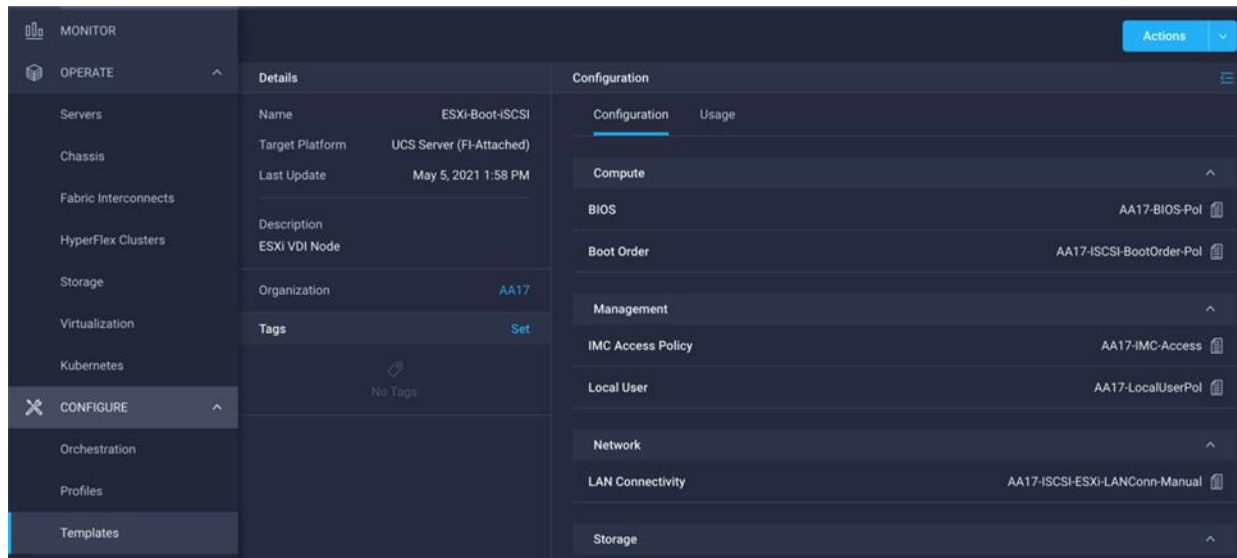 MONITOR
OPERATE
Servers
Chassis
Fabric Interconnects
HyperFlex Clusters
Storage
Virtualization
Kubernetes
CONFIGURE
Orchestration
Profiles
Templates
Actions
Details
Name ESXi-Boot-iSCSI
Target Platform UCS Server (FI-Attached)
Last Update May 5, 2021 1:58 PM
Description
ESXi VDI Node
Organization AA17
Tags Set
No Tags
Configuration
Configuration Usage
Compute
BIOS AA17-BIOS-Pol
Boot Order AA17-ISCSI-BootOrder-Pol
Management
IMC Access Policy AA17-IMC-Access
Local User AA17-LocalUserPol
Network
LAN Connectivity AA17-ISCSI-ESXi-LANConn-Manual
Storage